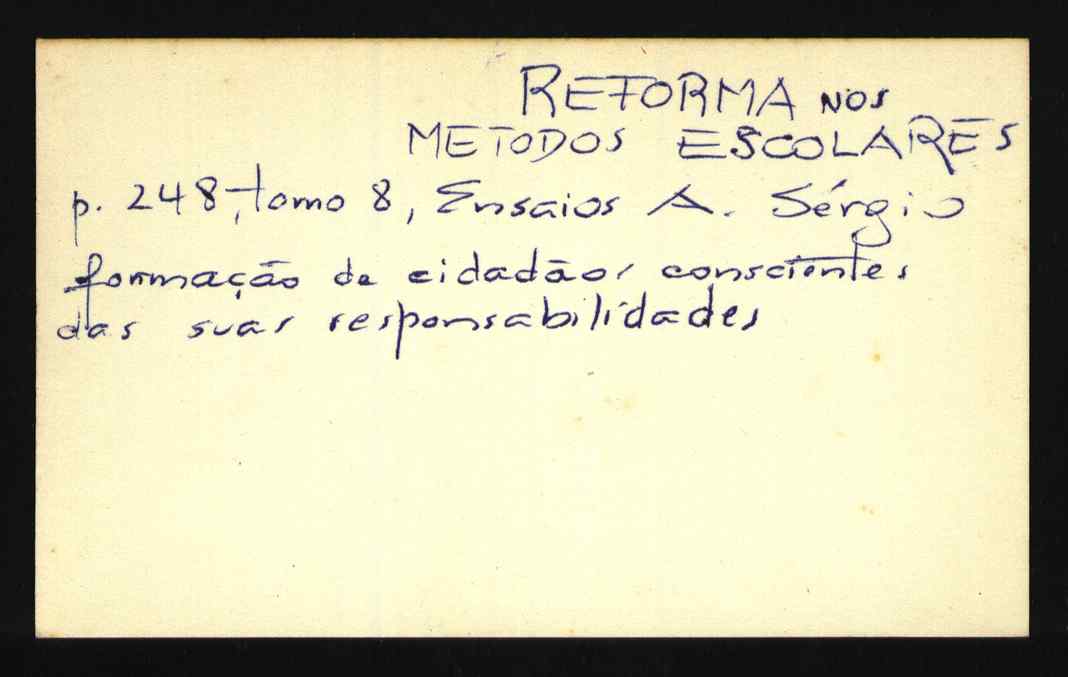 REFORMA NOS
METODOS ESCOLARES
p. 248, tomo 8, Ensaios A. Sérgio
formação de cidadãos conscientes
das suas responsabilidades